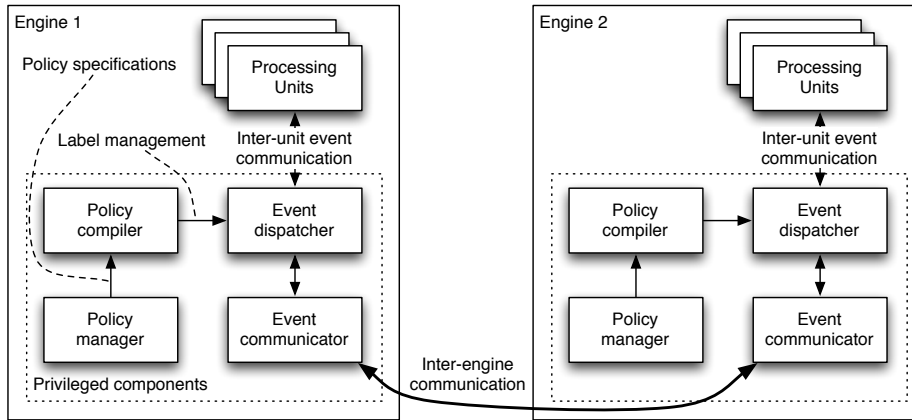 Engine 1
Policy specifications
Processing
Units
Label management
Inter-unit event
communication
Policy
compiler
Event
dispatcher
Policy
manager
Event
communicator
Privileged components
Inter-engine
communication
Engine 2
Processing
Units
Inter-unit event
communication
Policy
compiler
Event
dispatcher
Policy
manager
Event
communicator